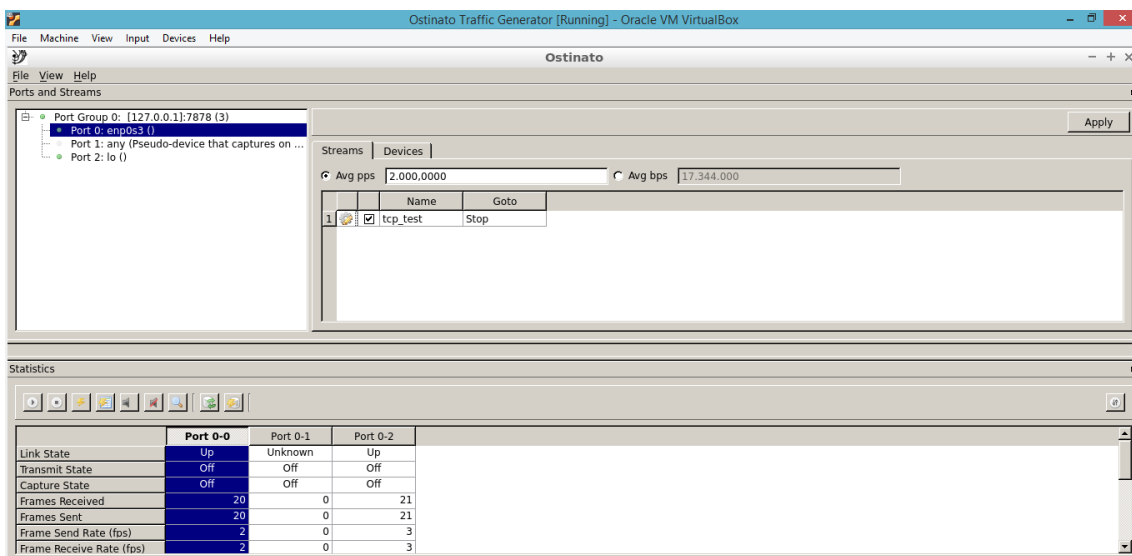 Ostinato Traffic Generator [Running] - Oracle VM VirtualBox
File Machine View Input Devices Help
Ostinato
File View Help
Ports and Streams
Port Group 0: [127.0.0.1]:7878 (3)
Port 0: enp0s3 ()
Port 1: any (Pseudo-device that captures on ...
Port 2: lo ()
Apply
Streams Devices
Avg pps 2.000,0000 Avg bps 17.344.000
Name Goto
1 tcp_test Stop
Statistics
Port 0-0 Port 0-1 Port 0-2
Link State Up Unknown Up
Transmit State Off Off Off
Capture State Off Off Off
Frames Received 20 0 21
Frames Sent 20 0 21
Frame Send Rate (fps) 2 0 3
Frame Receive Rate (fps) 2 0 3